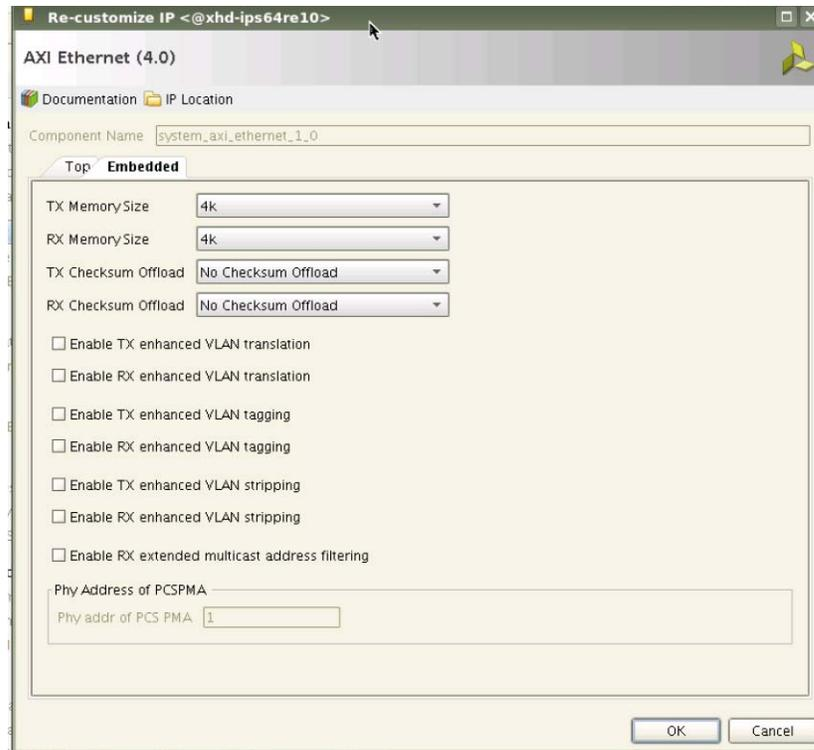 Re-customize IP <@xhd-ips64re10>
AXI Ethernet (4.0)
Documentation IP Location
Component Name system_axi_ethernet_1_0
Top Embedded
TX Memory Size 4k
RX Memory Size 4k
TX Checksum Offload No Checksum Offload
RX Checksum Offload No Checksum Offload
Enable TX enhanced VLAN translation
Enable RX enhanced VLAN translation
Enable TX enhanced VLAN tagging
Enable RX enhanced VLAN tagging
Enable TX enhanced VLAN stripping
Enable RX enhanced VLAN stripping
Enable RX extended multicast address filtering
Phy Address of PCSPMA
Phy addr of PCS PMA 1
OK Cancel